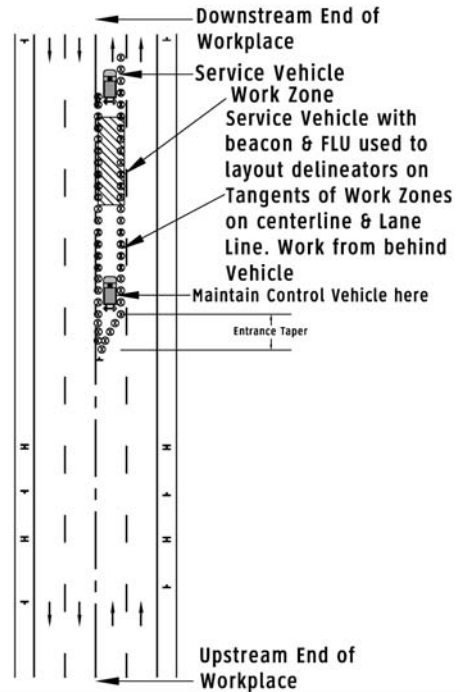 Downstream End of
Workplace
Service Vehicle
Work Zone
Service Vehicle with
beacon & FLU used to
layout delineators on
Tangents of Work Zones
on centerline & Lane
Line. Work from behind
Vehicle
Maintain Control Vehicle here
Entrance Taper
Upstream End of
Workplace